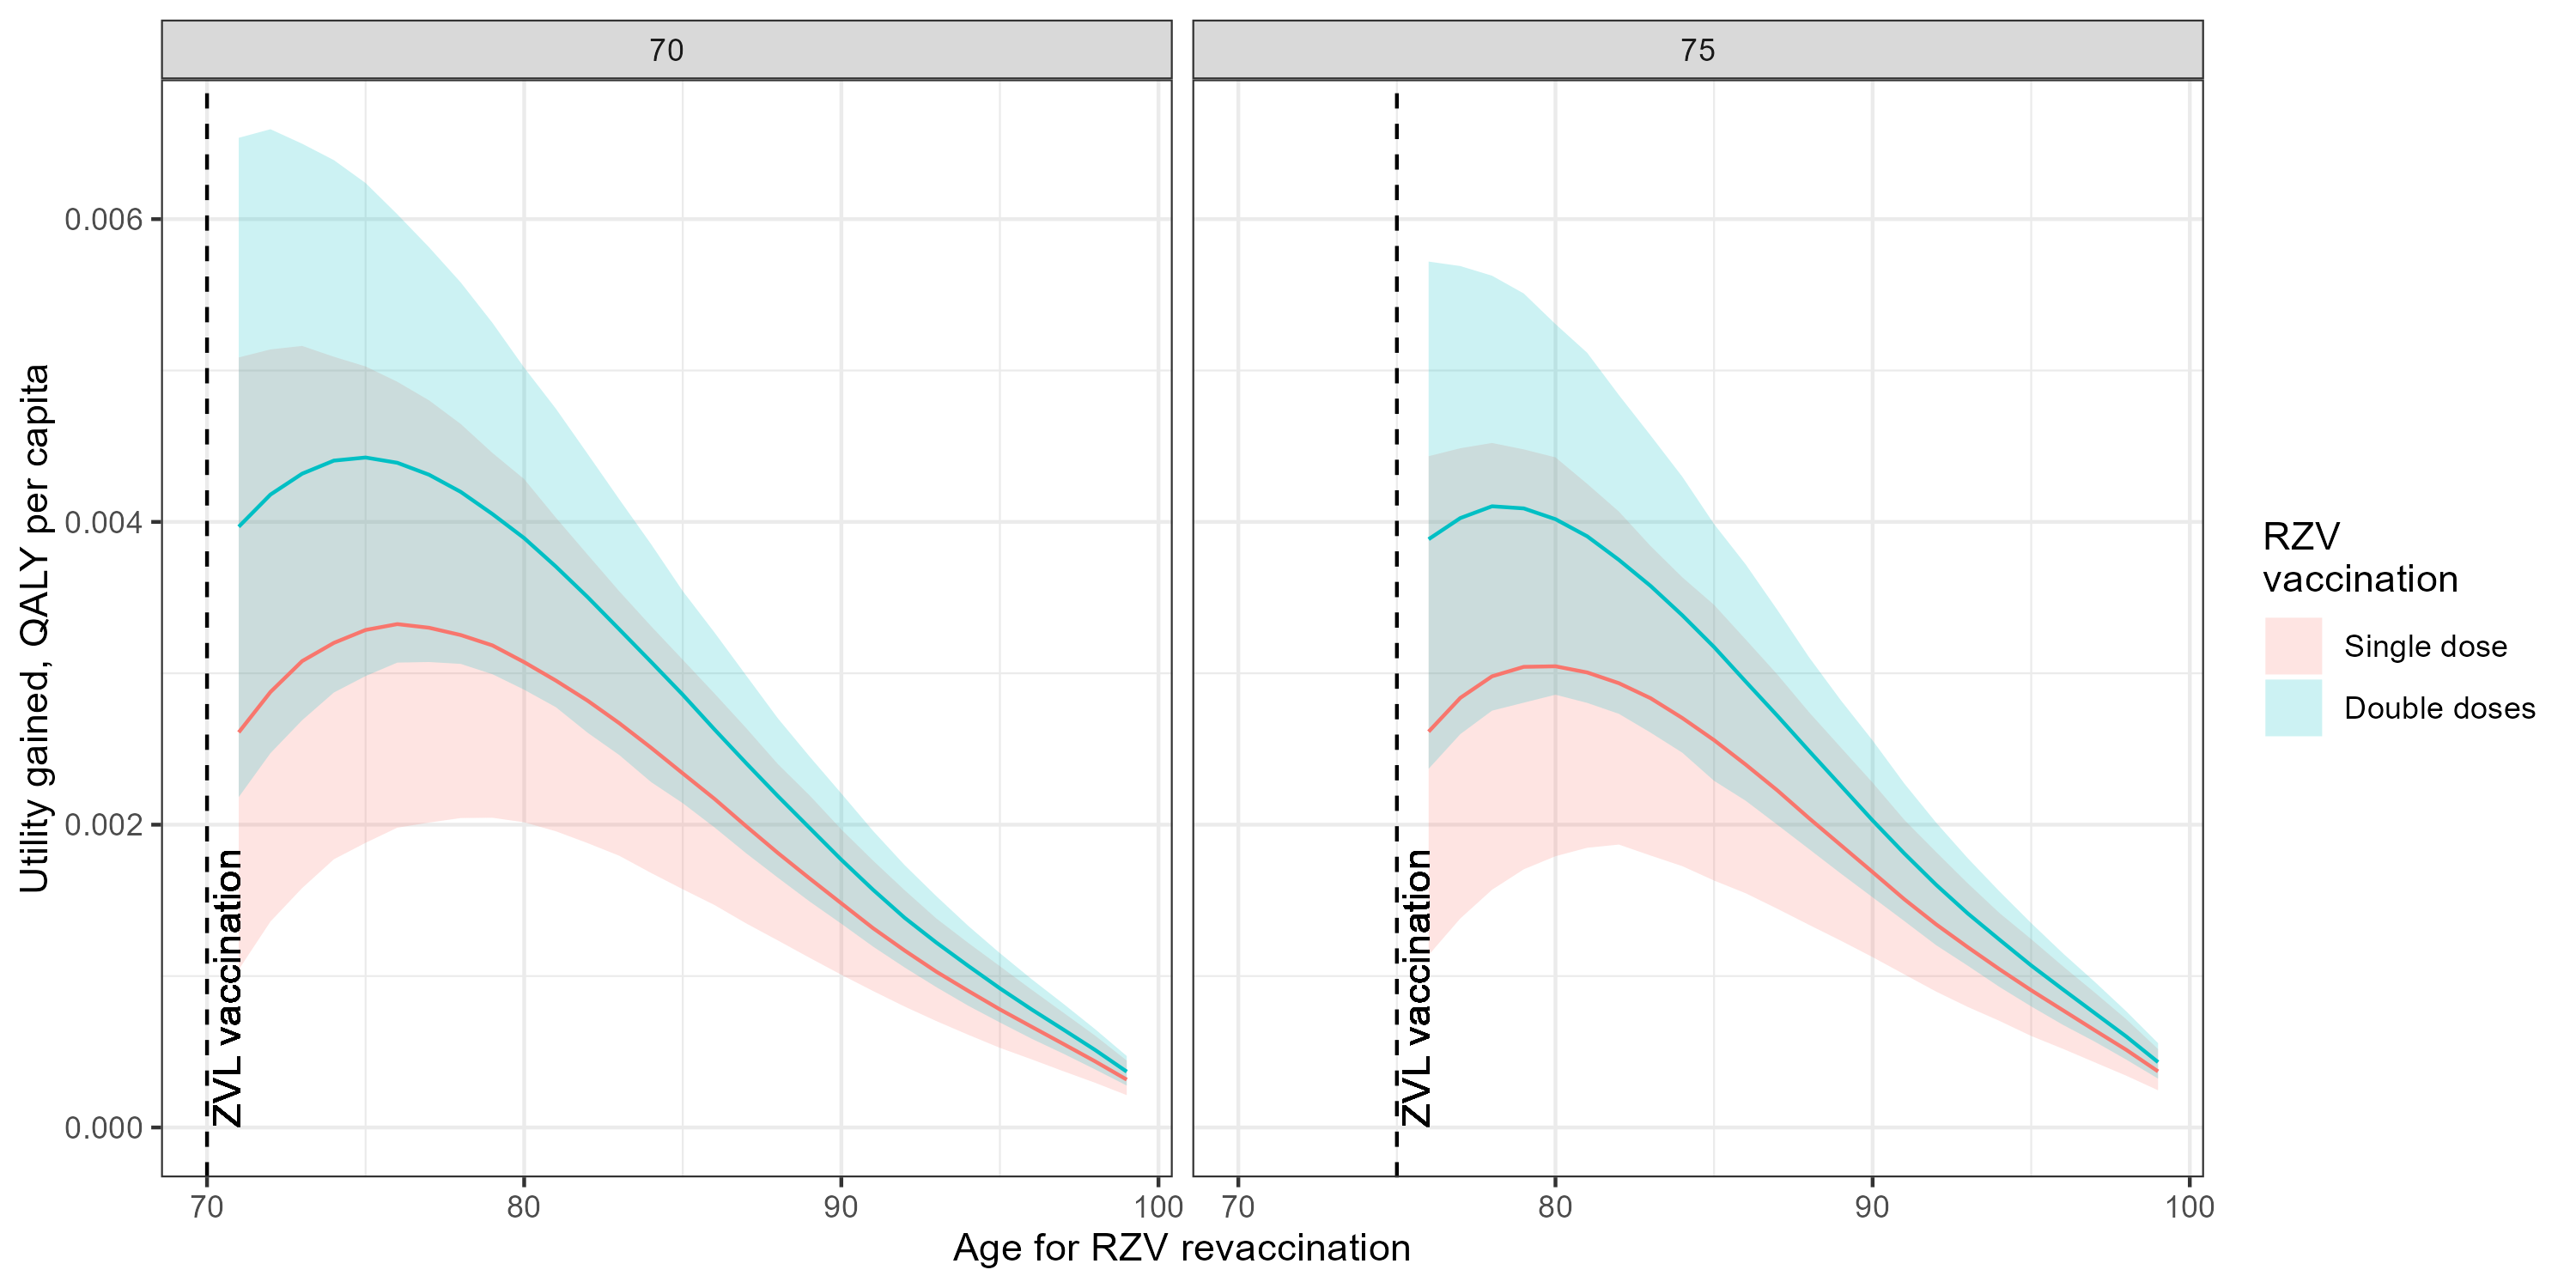 70
75
Utility gained, QALY per capita
0.006
0.004
0.002
0.000
ZVL vaccination
ZVL vaccination
70
80
90
100
70
80
90
100
Age for RZV revaccination
RZV
vaccination
Single dose
Double doses